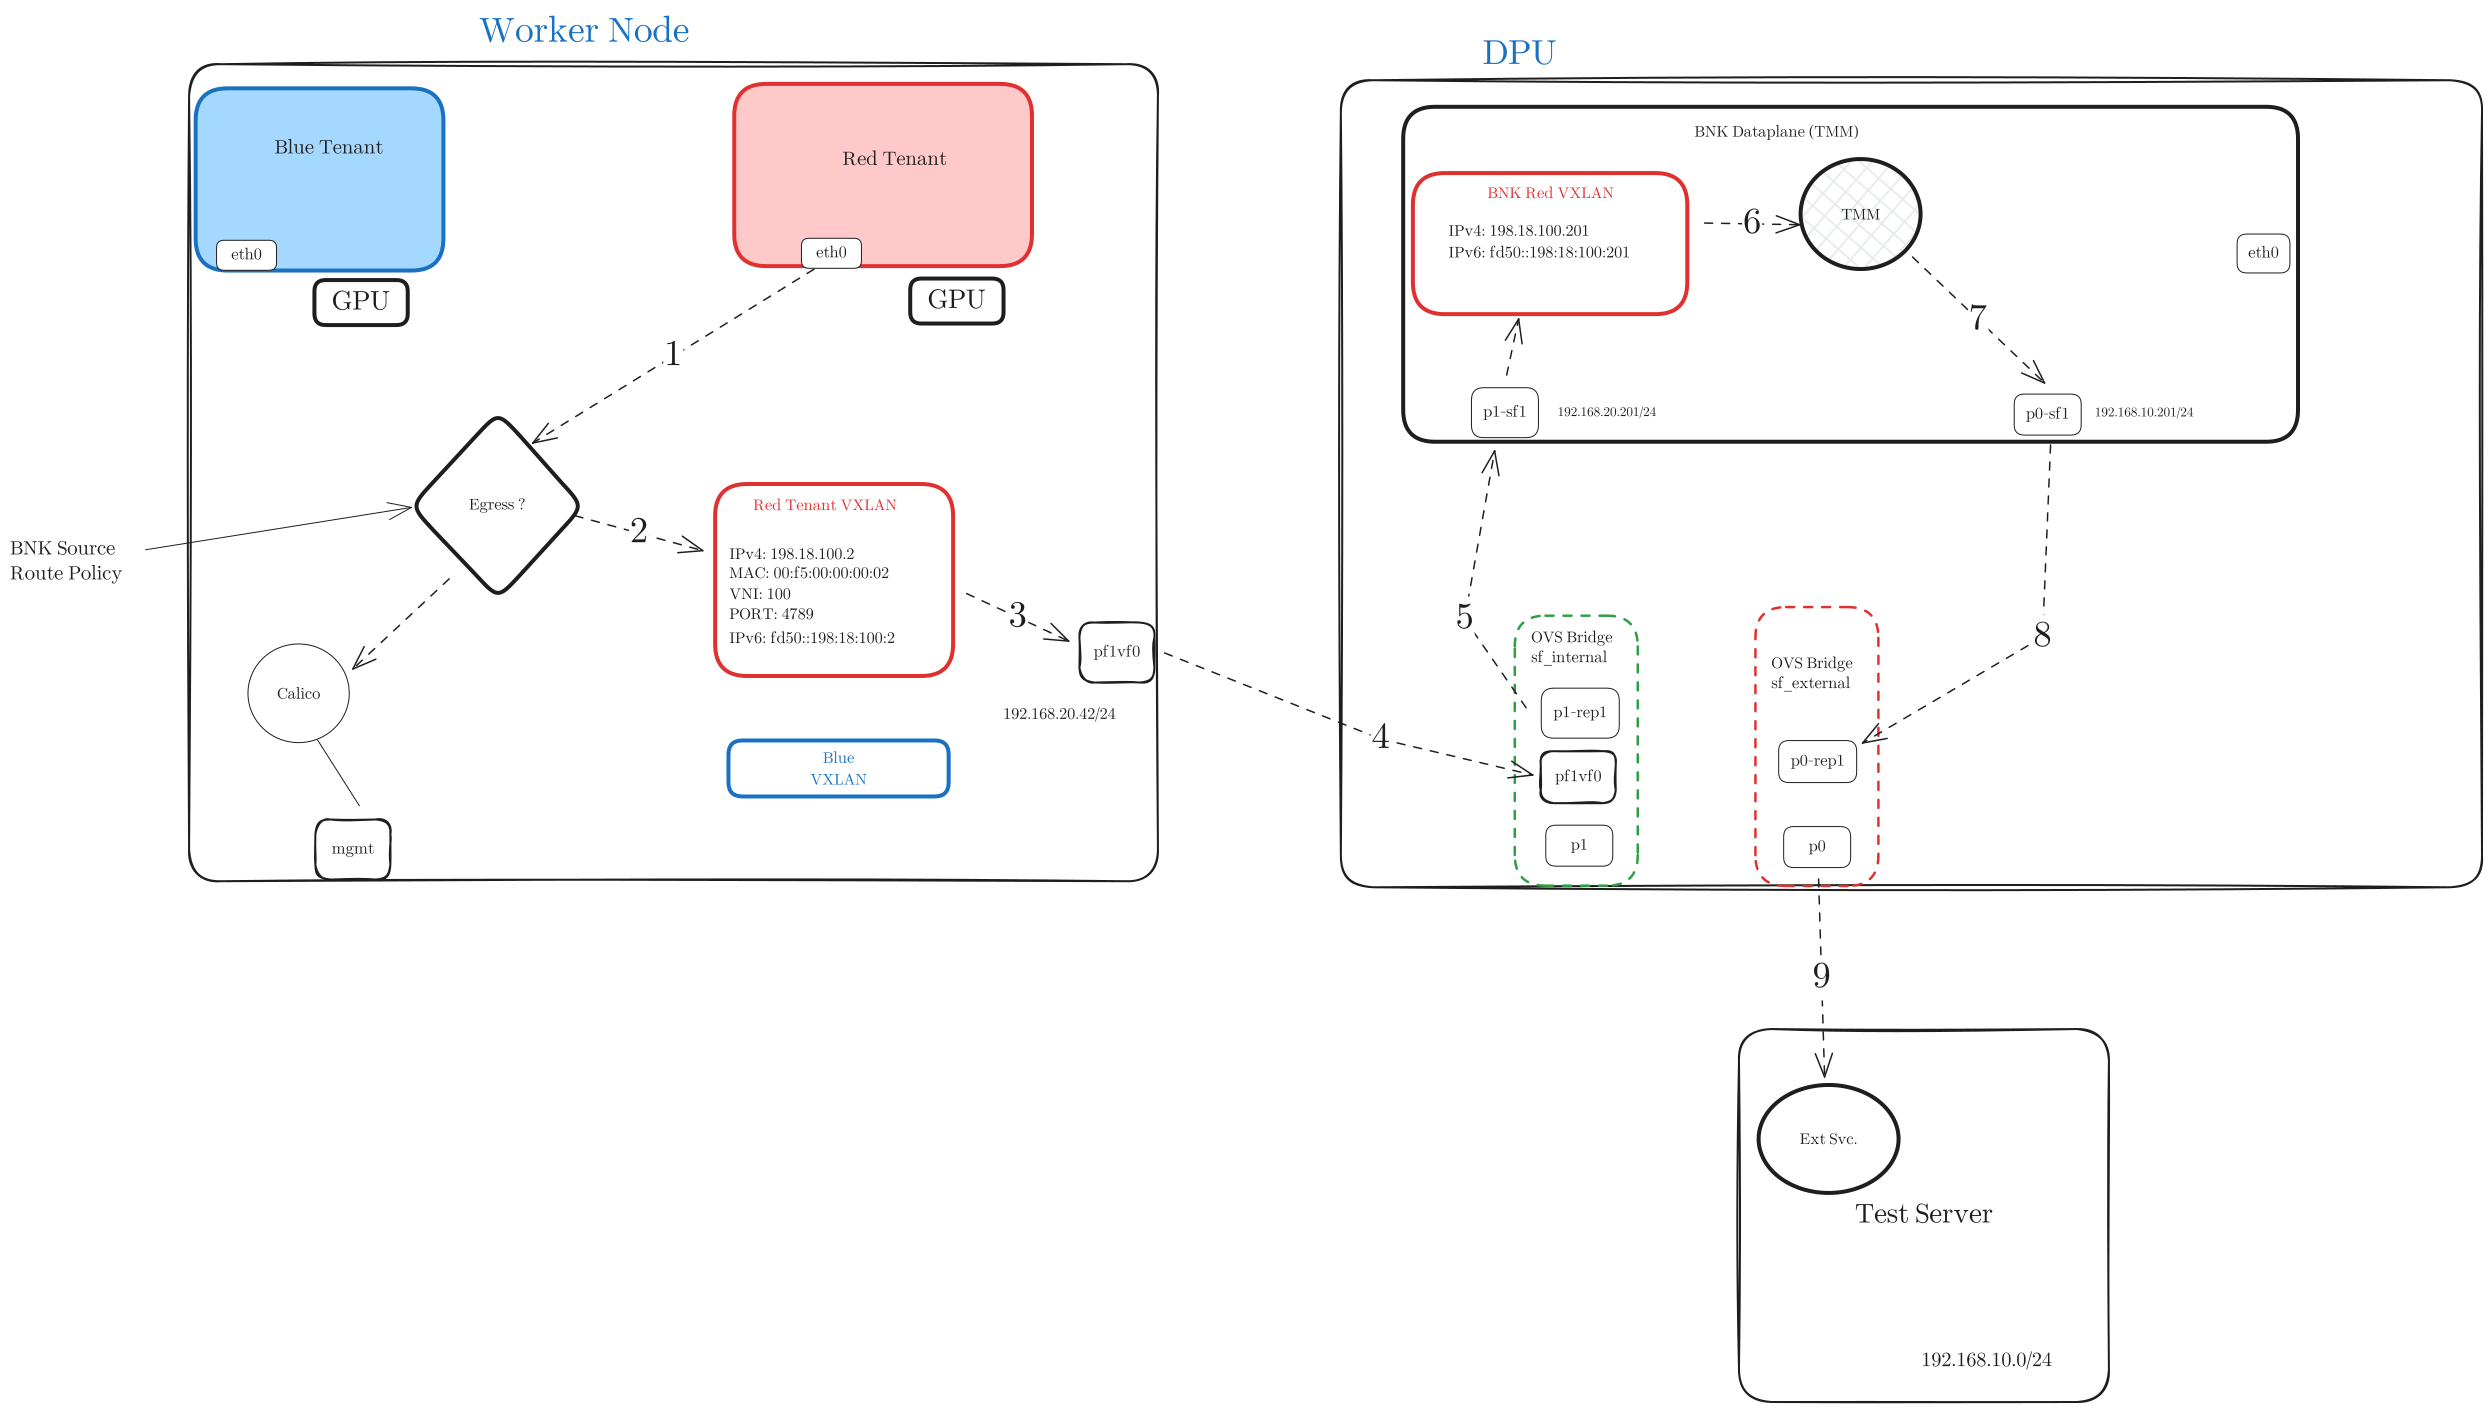 Worker Node
DPU
Blue Tenant
eth0
GPU
Red Tenant
eth0
GPU
1
Egress ?
BNK Source
Route Policy
2
Calico
mgmt
Red Tenant VXLAN
IPv4: 198.18.100.2
MAC: 00:f5:00:00:00:02
VNI: 100
PORT: 4789
IPv6: fd50::198:18:100:2
3
pf1vf0
192.168.20.42/24
Blue
VXLAN
4
BNK Dataplane (TMM)
BNK Red VXLAN
IPv4: 198.18.100.201
IPv6: fd50::198:18:100:201
6
TMM
eth0
7
p1-sf1
192.168.20.201/24
p0-sf1
192.168.10.201/24
5
OVS Bridge
sf_internal
p1-rep1
pf1vf0
p1
8
OVS Bridge
sf_external
p0-rep1
p0
9
Ext Svc.
Test Server
192.168.10.0/24